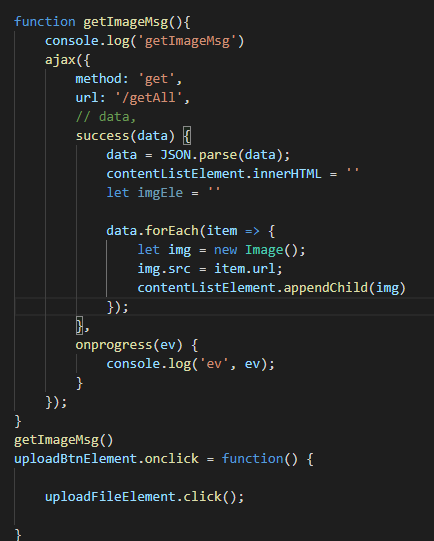 function getImageMsg(){
    console.log('getImageMsg')
    ajax({
        method: 'get',
        url: '/getAll',
        // data,
        success(data) {
            data = JSON.parse(data);
            contentListElement.innerHTML = ''
            let imgEle = ''
            data.forEach(item => {
                let img = new Image();
                img.src = item.url;
                contentListElement.appendChild(img)
            });
        },
        onprogress(ev) {
            console.log('ev', ev);
        }
    });
}
getImageMsg()
uploadBtnElement.onclick = function() {
    uploadFileElement.click();
}